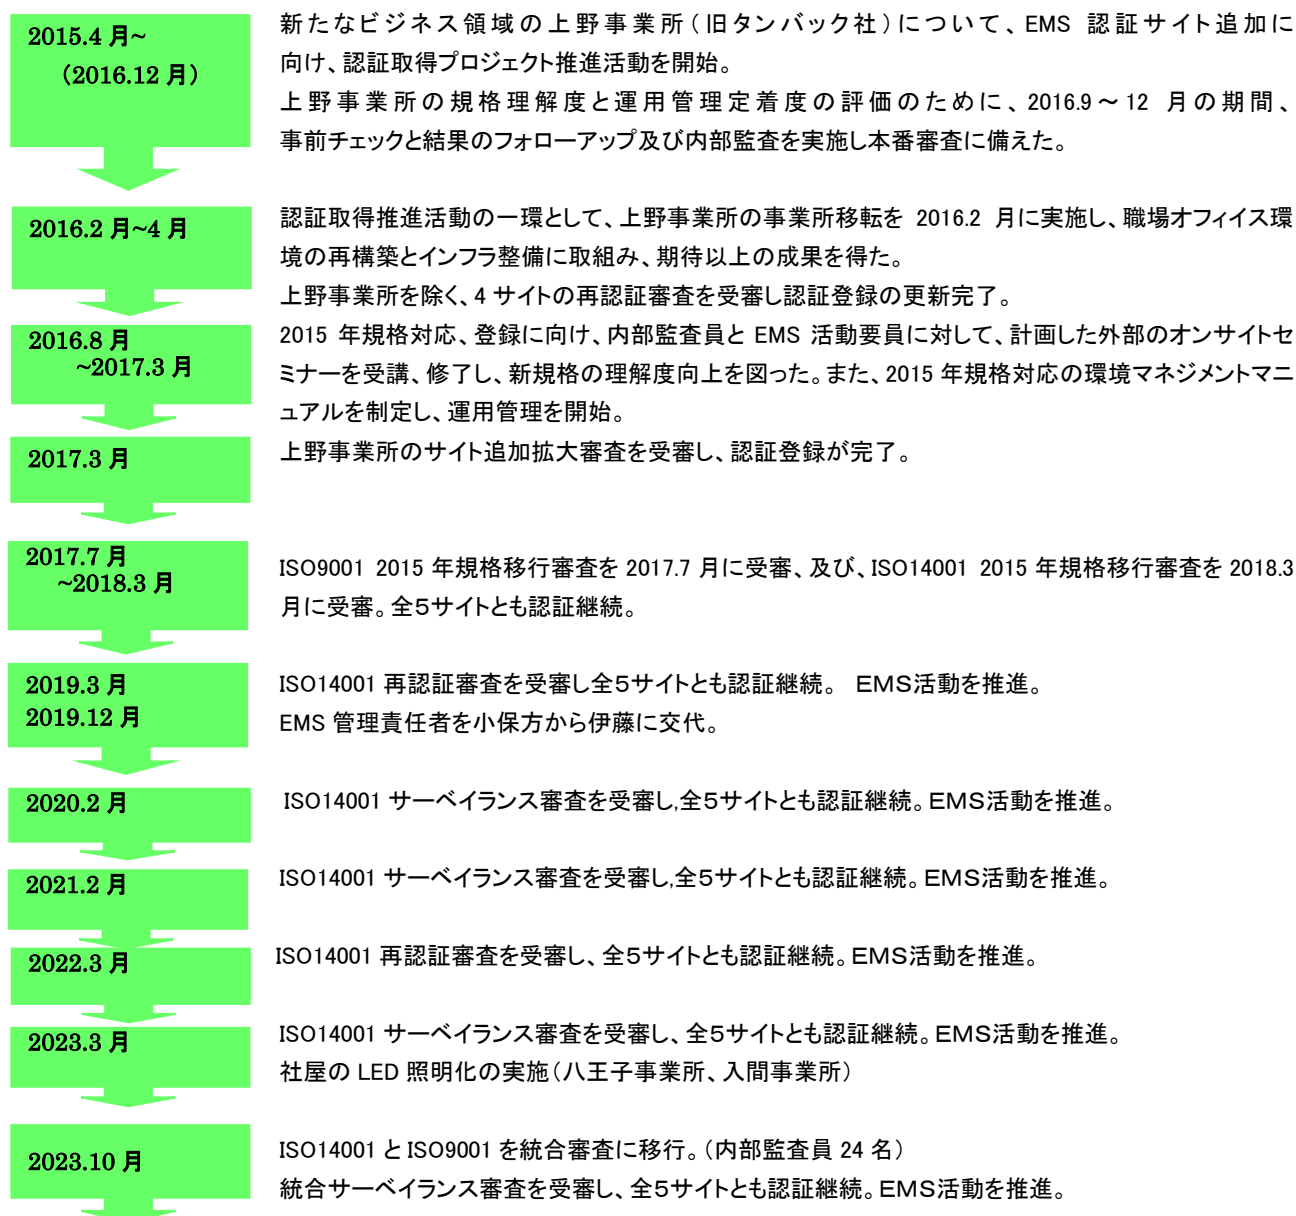 2015.4 月~
(2016.12 月)
新たなビジネス領域の上野事業所(旧タンバック社)について、EMS 認証サイト追加に
向け、認証取得プロジェクト推進活動を開始。
上野事業所の規格理解度と運用管理定着度の評価のために、2016.9～12 月の期間、
事前チェックと結果のフォローアップ及び内部監査を実施し本番審査に備えた。
2016.2 月~4 月
認証取得推進活動の一環として、上野事業所の事業所移転を 2016.2 月に実施し、職場オフィイス環
境の再構築とインフラ整備に取組み、期待以上の成果を得た。
上野事業所を除く、4 サイトの再認証審査を受審し認証登録の更新完了。
2016.8 月
~2017.3 月
2015 年規格対応、登録に向け、内部監査員と EMS 活動要員に対して、計画した外部のオンサイトセ
ミナーを受講、修了し、新規格の理解度向上を図った。また、2015 年規格対応の環境マネジメントマニ
ュアルを制定し、運用管理を開始。
2017.3 月
上野事業所のサイト追加拡大審査を受審し、認証登録が完了。
2017.7 月
~2018.3 月
ISO9001 2015 年規格移行審査を 2017.7 月に受審、及び、ISO14001 2015 年規格移行審査を 2018.3
月に受審。全５サイトとも認証継続。
2019.3 月
2019.12 月
ISO14001 再認証審査を受審し全５サイトとも認証継続。 ＥＭＳ活動を推進。
EMS 管理責任者を小保方から伊藤に交代。
2020.2 月
ISO14001 サーベイランス審査を受審し,全５サイトとも認証継続。ＥＭＳ活動を推進。
2021.2 月
ISO14001 サーベイランス審査を受審し,全５サイトとも認証継続。ＥＭＳ活動を推進。
2022.3 月
ISO14001 再認証審査を受審し、全５サイトとも認証継続。ＥＭＳ活動を推進。
2023.3 月
ISO14001 サーベイランス審査を受審し、全５サイトとも認証継続。ＥＭＳ活動を推進。
社屋の LED 照明化の実施(八王子事業所、入間事業所)
2023.10 月
ISO14001 と ISO9001 を統合審査に移行。(内部監査員 24 名)
統合サーベイランス審査を受審し、全５サイトとも認証継続。ＥＭＳ活動を推進。